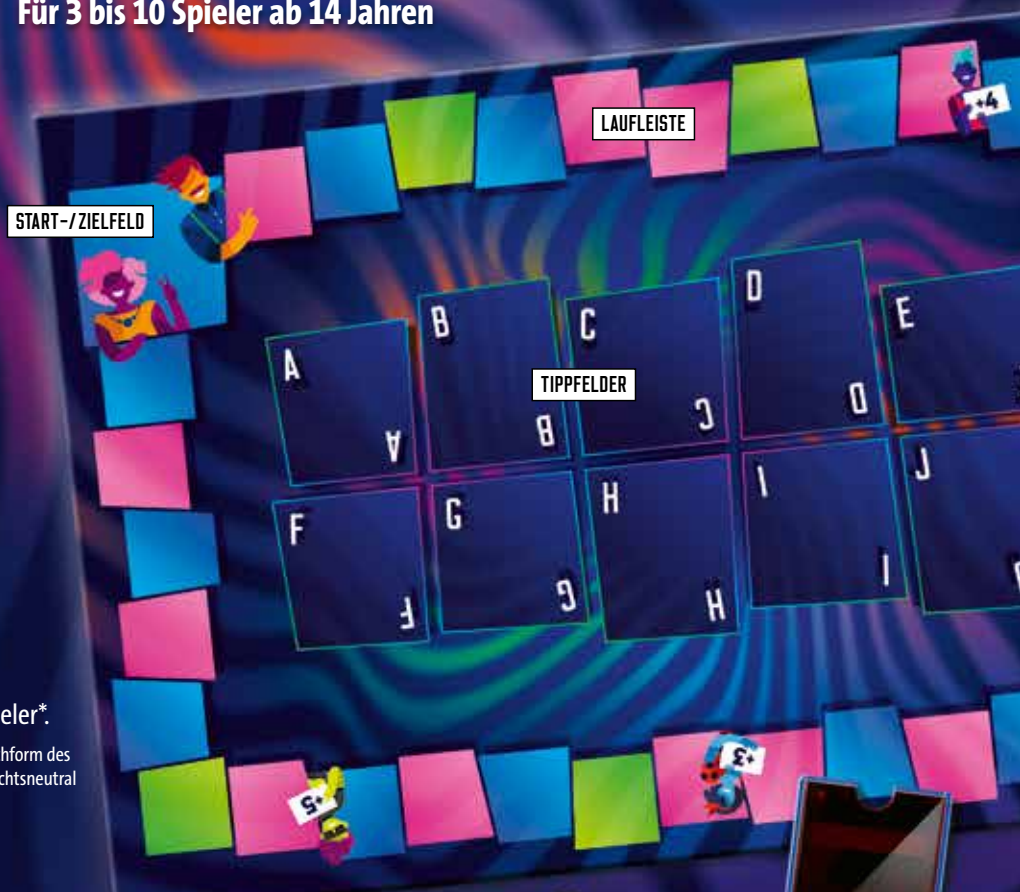 Für 3 bis 10 Spieler ab 14 Jahren
LAUFLEISTE
+4
START-/ZIELFELD
A
B
C
D
E
TIPPFELDER
A
B
C
D
F
G
H
I
J
F
G
H
I
eler*.
hform des
chtsneutral
+5
+3